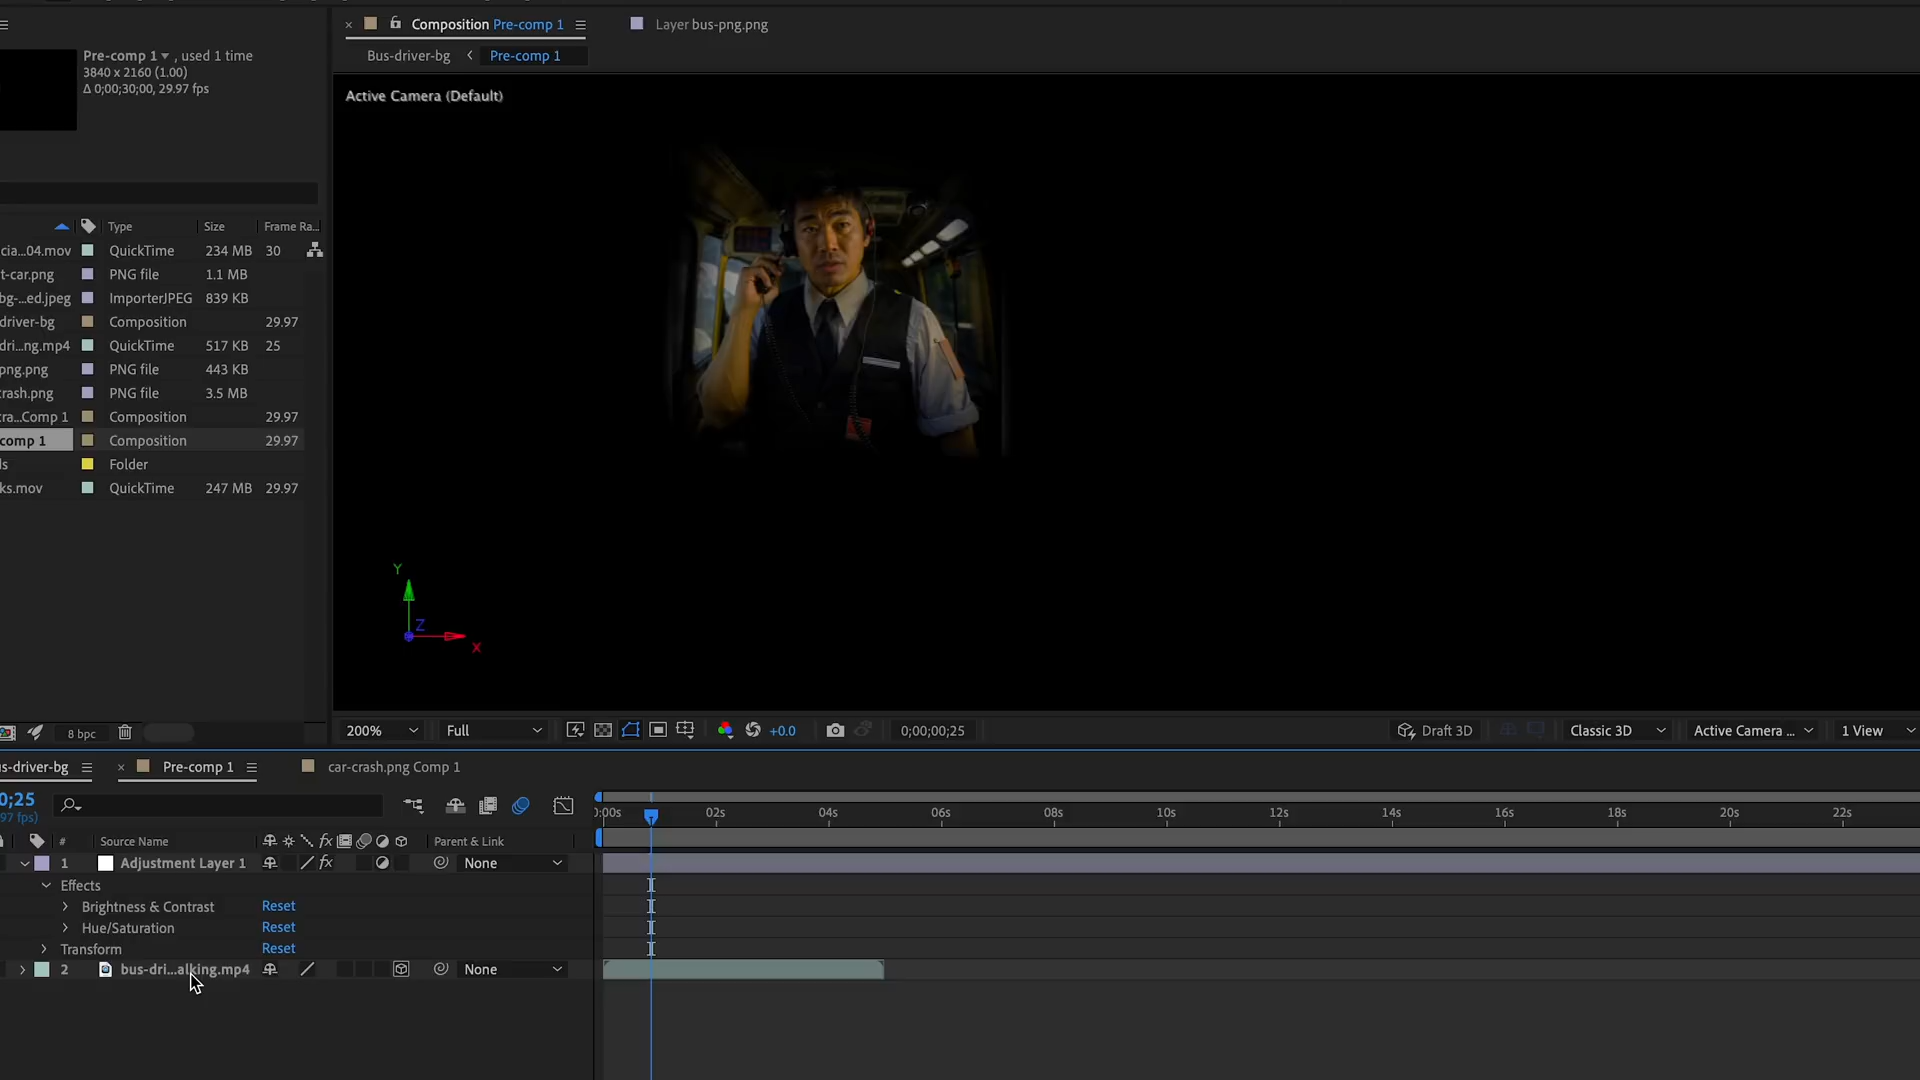 Composition Pre-comp 1
Layer bus-png.png
Pre-comp 1 , used 1 time
3840 x 2160 (1.00)
Δ 0;00;30;00, 29.97 fps
Bus-driver-bg < Pre-comp 1
Active Camera (Default)
Type Size Frame Ra...
cia...04.mov QuickTime 234 MB 30
t-car.png PNG file 1.1 MB
bg-...ed.jpeg ImporterJPEG 839 KB
driver-bg Composition 29.97
dri...ng.mp4 QuickTime 517 KB 25
png.png PNG file 443 KB
rash.png PNG file 3.5 MB
ra...Comp 1 Composition 29.97
comp 1 Composition 29.97
ls Folder
ks.mov QuickTime 247 MB 29.97
Y
Z
X
8 bpc
200% Full +0.0 0;00;00;25 Draft 3D Classic 3D Active Camera ... 1 View
s-driver-bg Pre-comp 1 car-crash.png Comp 1
0;25
97 fps)
# Source Name fx Parent & Link
):00s 02s 04s 06s 08s 10s 12s 14s 16s 18s 20s 22s
1 Adjustment Layer 1 fx None
Effects
Brightness & Contrast Reset
Hue/Saturation Reset
Transform Reset
2 bus-dri...alking.mp4 None